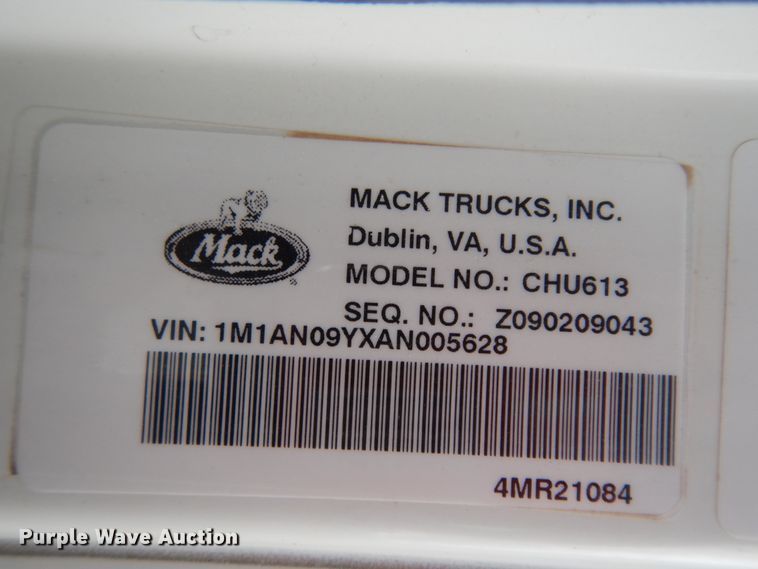 MACK TRUCKS, INC.
Mack
Dublin, VA, U.S.A.
MODEL NO.: CHU613
SEQ. NO.: Z090209043
VIN: 1M1AN09YXAN005628
4MR21084
Purple Wave Auction